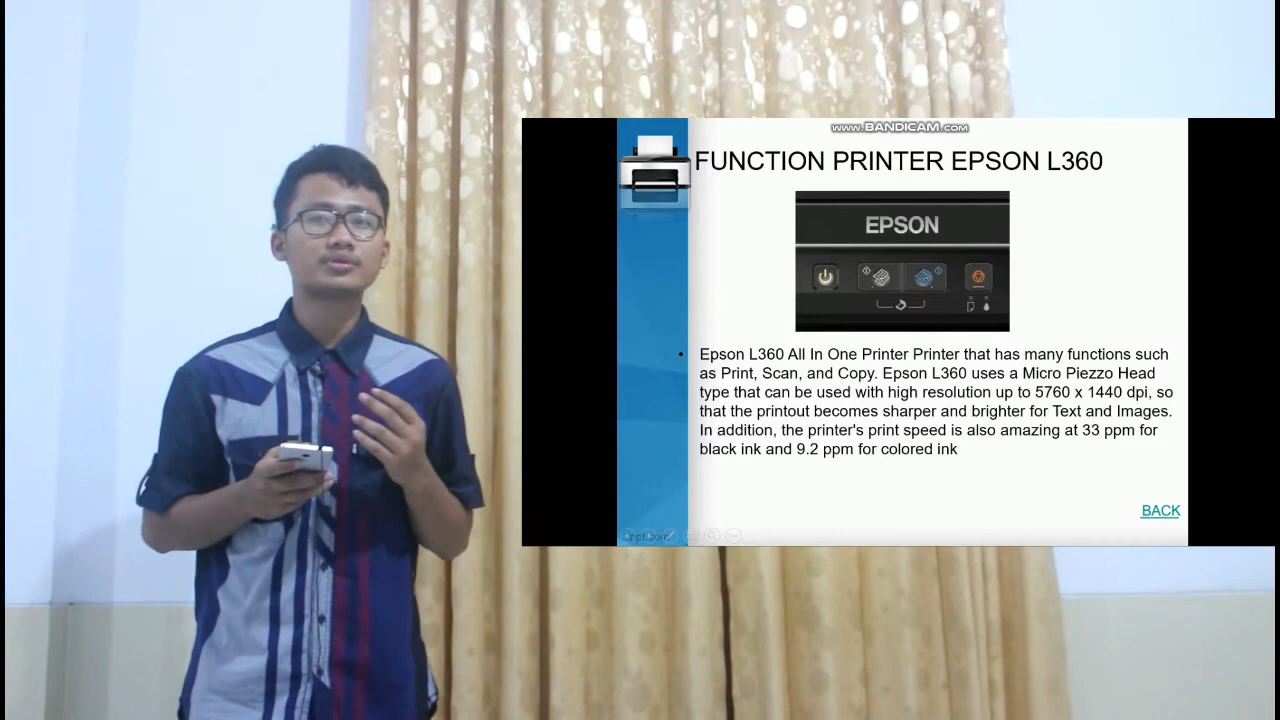 www.BANDICAM.com
FUNCTION PRINTER EPSON L360
EPSON
• Epson L360 All In One Printer Printer that has many functions such
as Print, Scan, and Copy. Epson L360 uses a Micro Piezzo Head
type that can be used with high resolution up to 5760 x 1440 dpi, so
that the printout becomes sharper and brighter for Text and Images.
In addition, the printer's print speed is also amazing at 33 ppm for
black ink and 9.2 ppm for colored ink
BACK